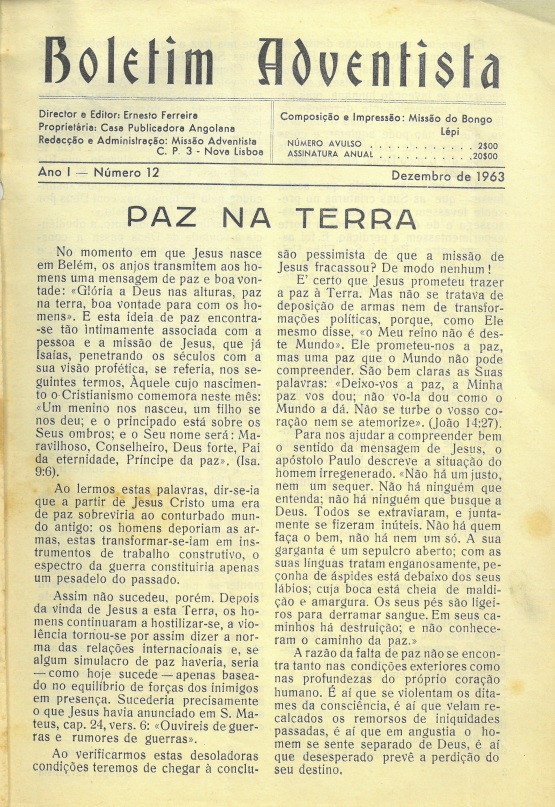 Boletim Adventista
Director e Editor: Ernesto Ferreira
Proprietária: Casa Publicadora Angolana
Redacção e Administração: Missão Adventista
C. P. 3 - Nova Lisboa
Composição e Impressão: Missão do Bongo
Lépi
NÚMERO AVULSO . . . . . . . . . . . . 2$00
ASSINATURA ANUAL . . . . . . . . . . .20$00
Ano I — Número 12
Dezembro de 1963
PAZ NA TERRA
No momento em que Jesus nasce
em Belém, os anjos transmitem aos ho-
mens uma mensagem de paz e boa von-
tade: «Glória a Deus nas alturas, paz
na terra, boa vontade para com os ho-
mens». E esta ideia de paz encontra-
-se tão intimamente associada com a
pessoa e a missão de Jesus, que já
Isaías, penetrando os séculos com a
sua visão profética, se referia, nos se-
guintes termos, Àquele cujo nascimen-
to o Cristianismo comemora neste mês:
«Um menino nos nasceu, um filho se
nos deu; e o principado está sobre os
Seus ombros; e o Seu nome será: Ma-
ravilhoso, Conselheiro, Deus forte, Pai
da eternidade, Príncipe da paz». (Isa.
9:6).
Ao lermos estas palavras, dir-se-ia
que a partir de Jesus Cristo uma era
de paz sobreviria ao conturbado mun-
do antigo: os homens deporiam as ar-
mas, estas transformar-se-iam em ins-
trumentos de trabalho construtivo, o
espectro da guerra constituiria apenas
um pesadelo do passado.
Assim não sucedeu, porém. Depois
da vinda de Jesus a esta Terra, os ho-
mens continuaram a hostilizar-se, a vio-
lência tornou-se por assim dizer a nor-
ma das relações internacionais e, se
algum simulacro de paz haveria, seria
— como hoje sucede — apenas basea-
do no equilíbrio de forças dos inimigos
em presença. Sucederia precisamente
o que Jesus havia anunciado em S. Ma-
teus, cap. 24, vers. 6: «Ouvireis de guer-
ras e rumores de guerras».
Ao verificarmos estas desoladoras
condições teremos de chegar à conclu-
são pessimista de que a missão de
Jesus fracassou? De modo nenhum!
E' certo que Jesus prometeu trazer
a paz à Terra. Mas não se tratava de
deposição de armas nem de transfor-
mações políticas, porque, como Ele
mesmo disse, «o Meu reino não é des-
te Mundo». Ele prometeu-nos a paz,
mas uma paz que o Mundo não pode
compreender. São bem claras as Suas
palavras: «Deixo-vos a paz, a Minha
paz vos dou; não vo-la dou como o
Mundo a dá. Não se turbe o vosso co-
ração nem se atemorize». (João 14:27).
Para nos ajudar a compreender bem
o sentido da mensagem de Jesus, o
apóstolo Paulo descreve a situação do
homem irregenerado. «Não há um justo,
nem um sequer. Não há ninguém que
entenda; não há ninguém que busque a
Deus. Todos se extraviaram, e junta-
mente se fizeram inúteis. Não há quem
faça o bem, não há nem um só. A sua
garganta é um sepulcro aberto; com as
suas línguas tratam enganosamente, pe-
çonha de áspides está debaixo dos seus
lábios; cuja boca está cheia de maldi-
ção e amargura. Os seus pés são ligei-
ros para derramar sangue. Em seus ca-
minhos há destruição; e não conhece-
ram o caminho da paz.»
A razão da falta de paz não se encon-
tra tanto nas condições exteriores como
nas profundezas do próprio coração
humano. É aí que se violentam os dita-
mes da consciência, é aí que velam re-
calcados os remorsos de iniquidades
passadas, é aí que em angustia o ho-
mem se sente separado de Deus, é aí
que desesperado prevê a perdição do
seu destino.